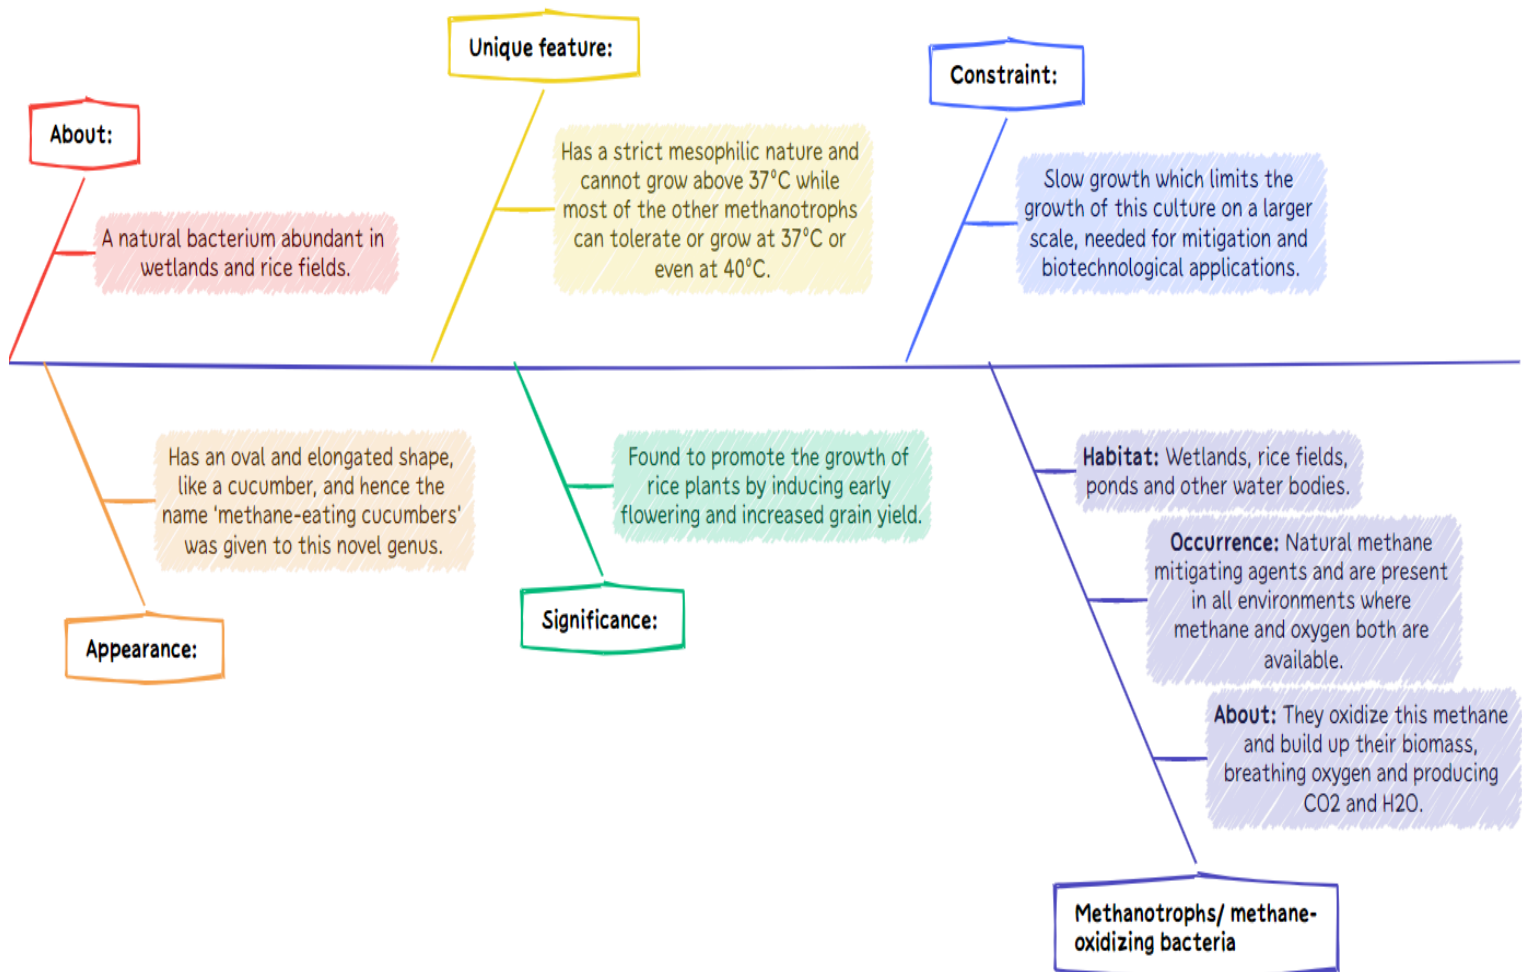 About:
A natural bacterium abundant in
wetlands and rice fields.
Unique feature:
Has a strict mesophilic nature and
cannot grow above 37°C while
most of the other methanotrophs
can tolerate or grow at 37°C or
even at 40°C.
Constraint:
Slow growth which limits the
growth of this culture on a larger
scale, needed for mitigation and
biotechnological applications.
Has an oval and elongated shape,
like a cucumber, and hence the
name ‘methane-eating cucumbers’
was given to this novel genus.
Appearance:
Found to promote the growth of
rice plants by inducing early
flowering and increased grain yield.
Significance:
Habitat: Wetlands, rice fields,
ponds and other water bodies.
Occurrence: Natural methane
mitigating agents and are present
in all environments where
methane and oxygen both are
available.
About: They oxidize this methane
and build up their biomass,
breathing oxygen and producing
CO2 and H2O.
Methanotrophs/ methane-
oxidizing bacteria